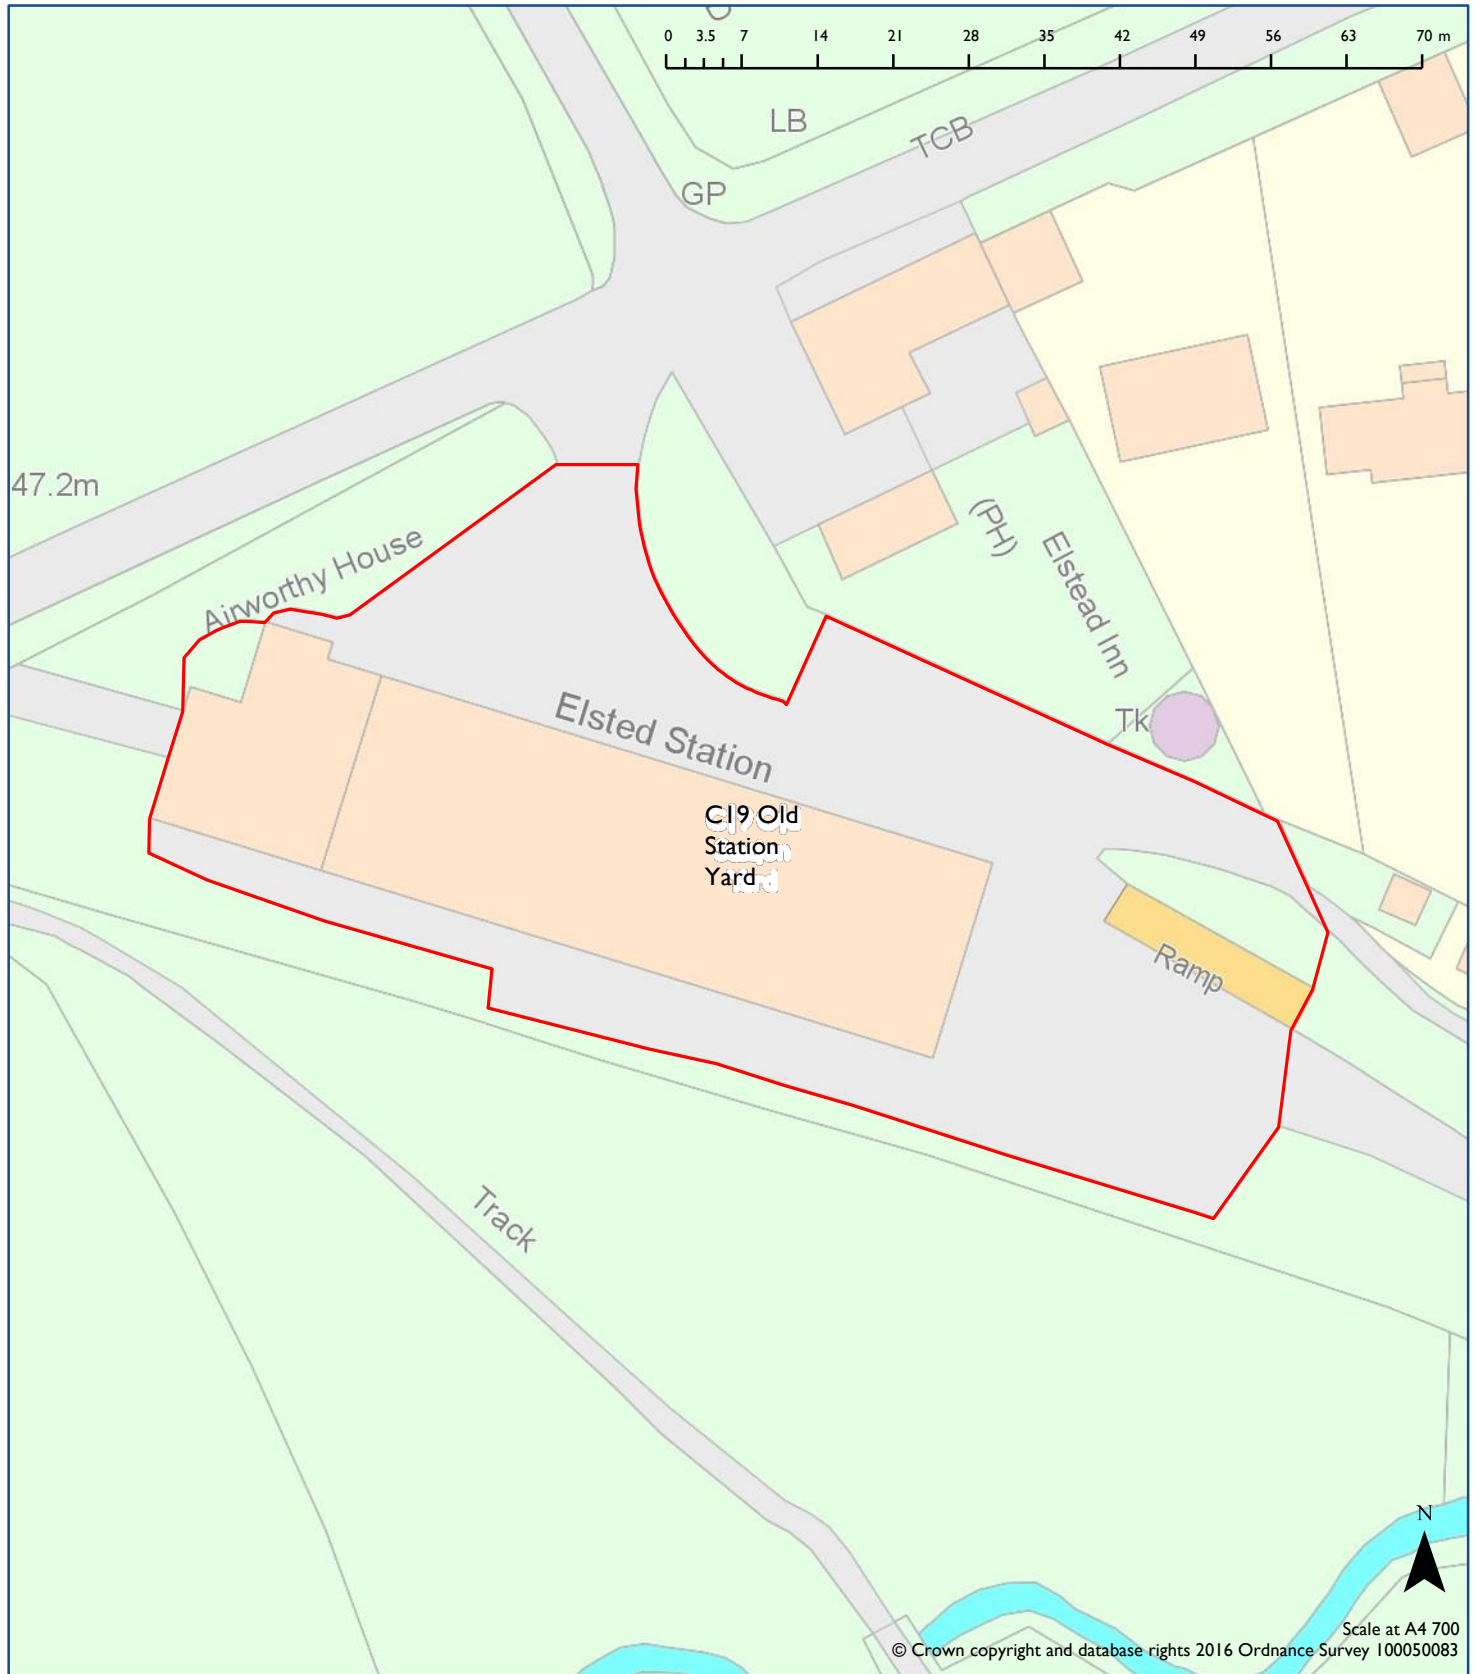 0 3.5 7 14 21 28 35 42 49 56 63 70 m
LB
TCB
GP
47.2m
Airworthy House
(PH)
Elstead Inn
Tk
Elsted Station
C19 Old
Station
Yard
Ramp
Track
N
Scale at A4 700
© Crown copyright and database rights 2016 Ordnance Survey 100050083